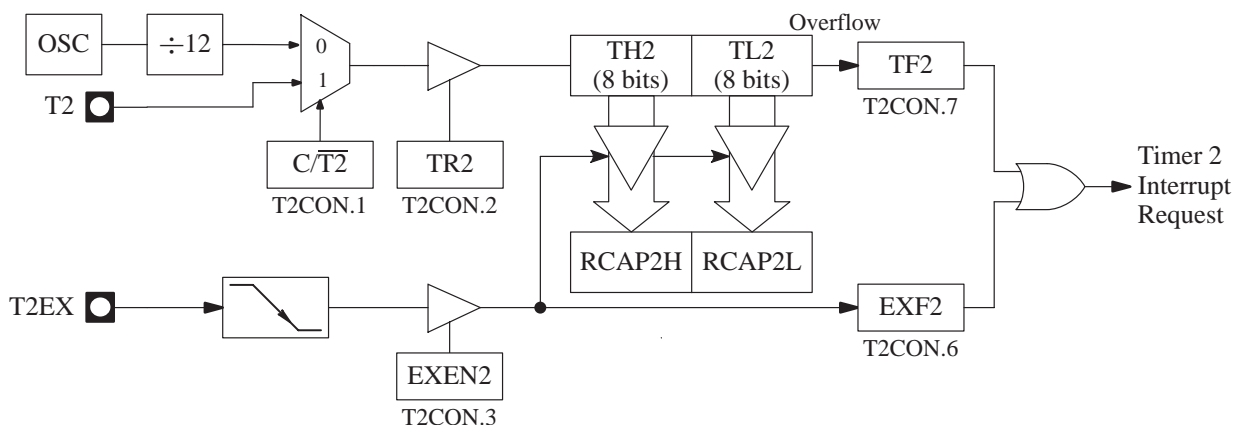 Overflow
OSC
÷12
0
1
TH2
(8 bits)
TL2
(8 bits)
TF2
T2CON.7
T2
C/T̅2̅
T2CON.1
TR2
T2CON.2
Timer 2
Interrupt
Request
RCAP2H
RCAP2L
T2EX
EXF2
T2CON.6
EXEN2
T2CON.3